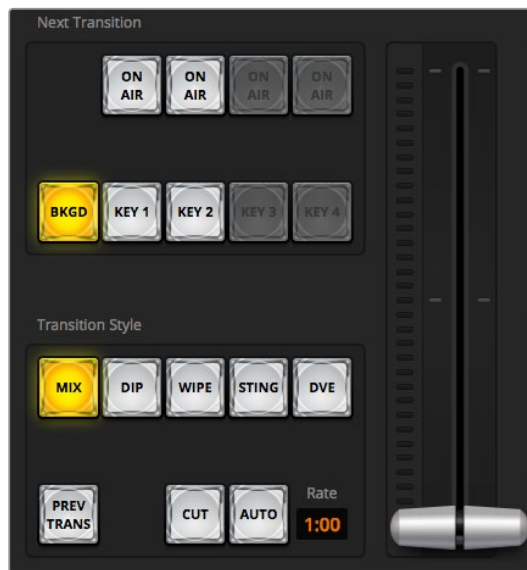 Next Transition
ON AIR
ON AIR
ON AIR
ON AIR
BKGD
KEY 1
KEY 2
KEY 3
KEY 4
Transition Style
MIX
DIP
WIPE
STING
DVE
PREV TRANS
CUT
AUTO
Rate
1:00